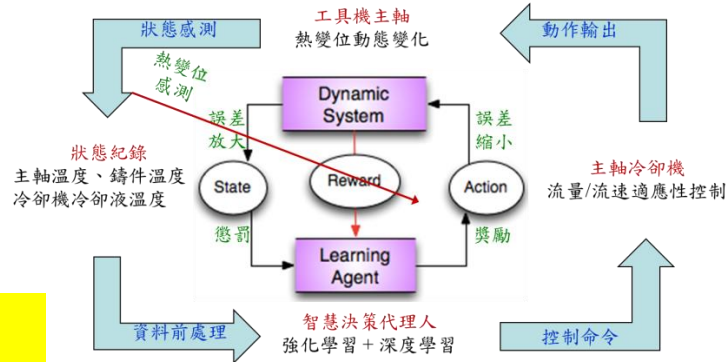 工具機主軸
熱變位動態變化
狀態感測
動作輸出
熱變位
感測
Dynamic
System
誤差
放大
誤差
縮小
狀態紀錄
主軸溫度、鑄件溫度
冷卻機冷卻液溫度
State
Reward
Action
主軸冷卻機
流量/流速適應性控制
懲罰
獎勵
Learning
Agent
資料前處理
智慧決策代理人
強化學習+深度學習
控制命令